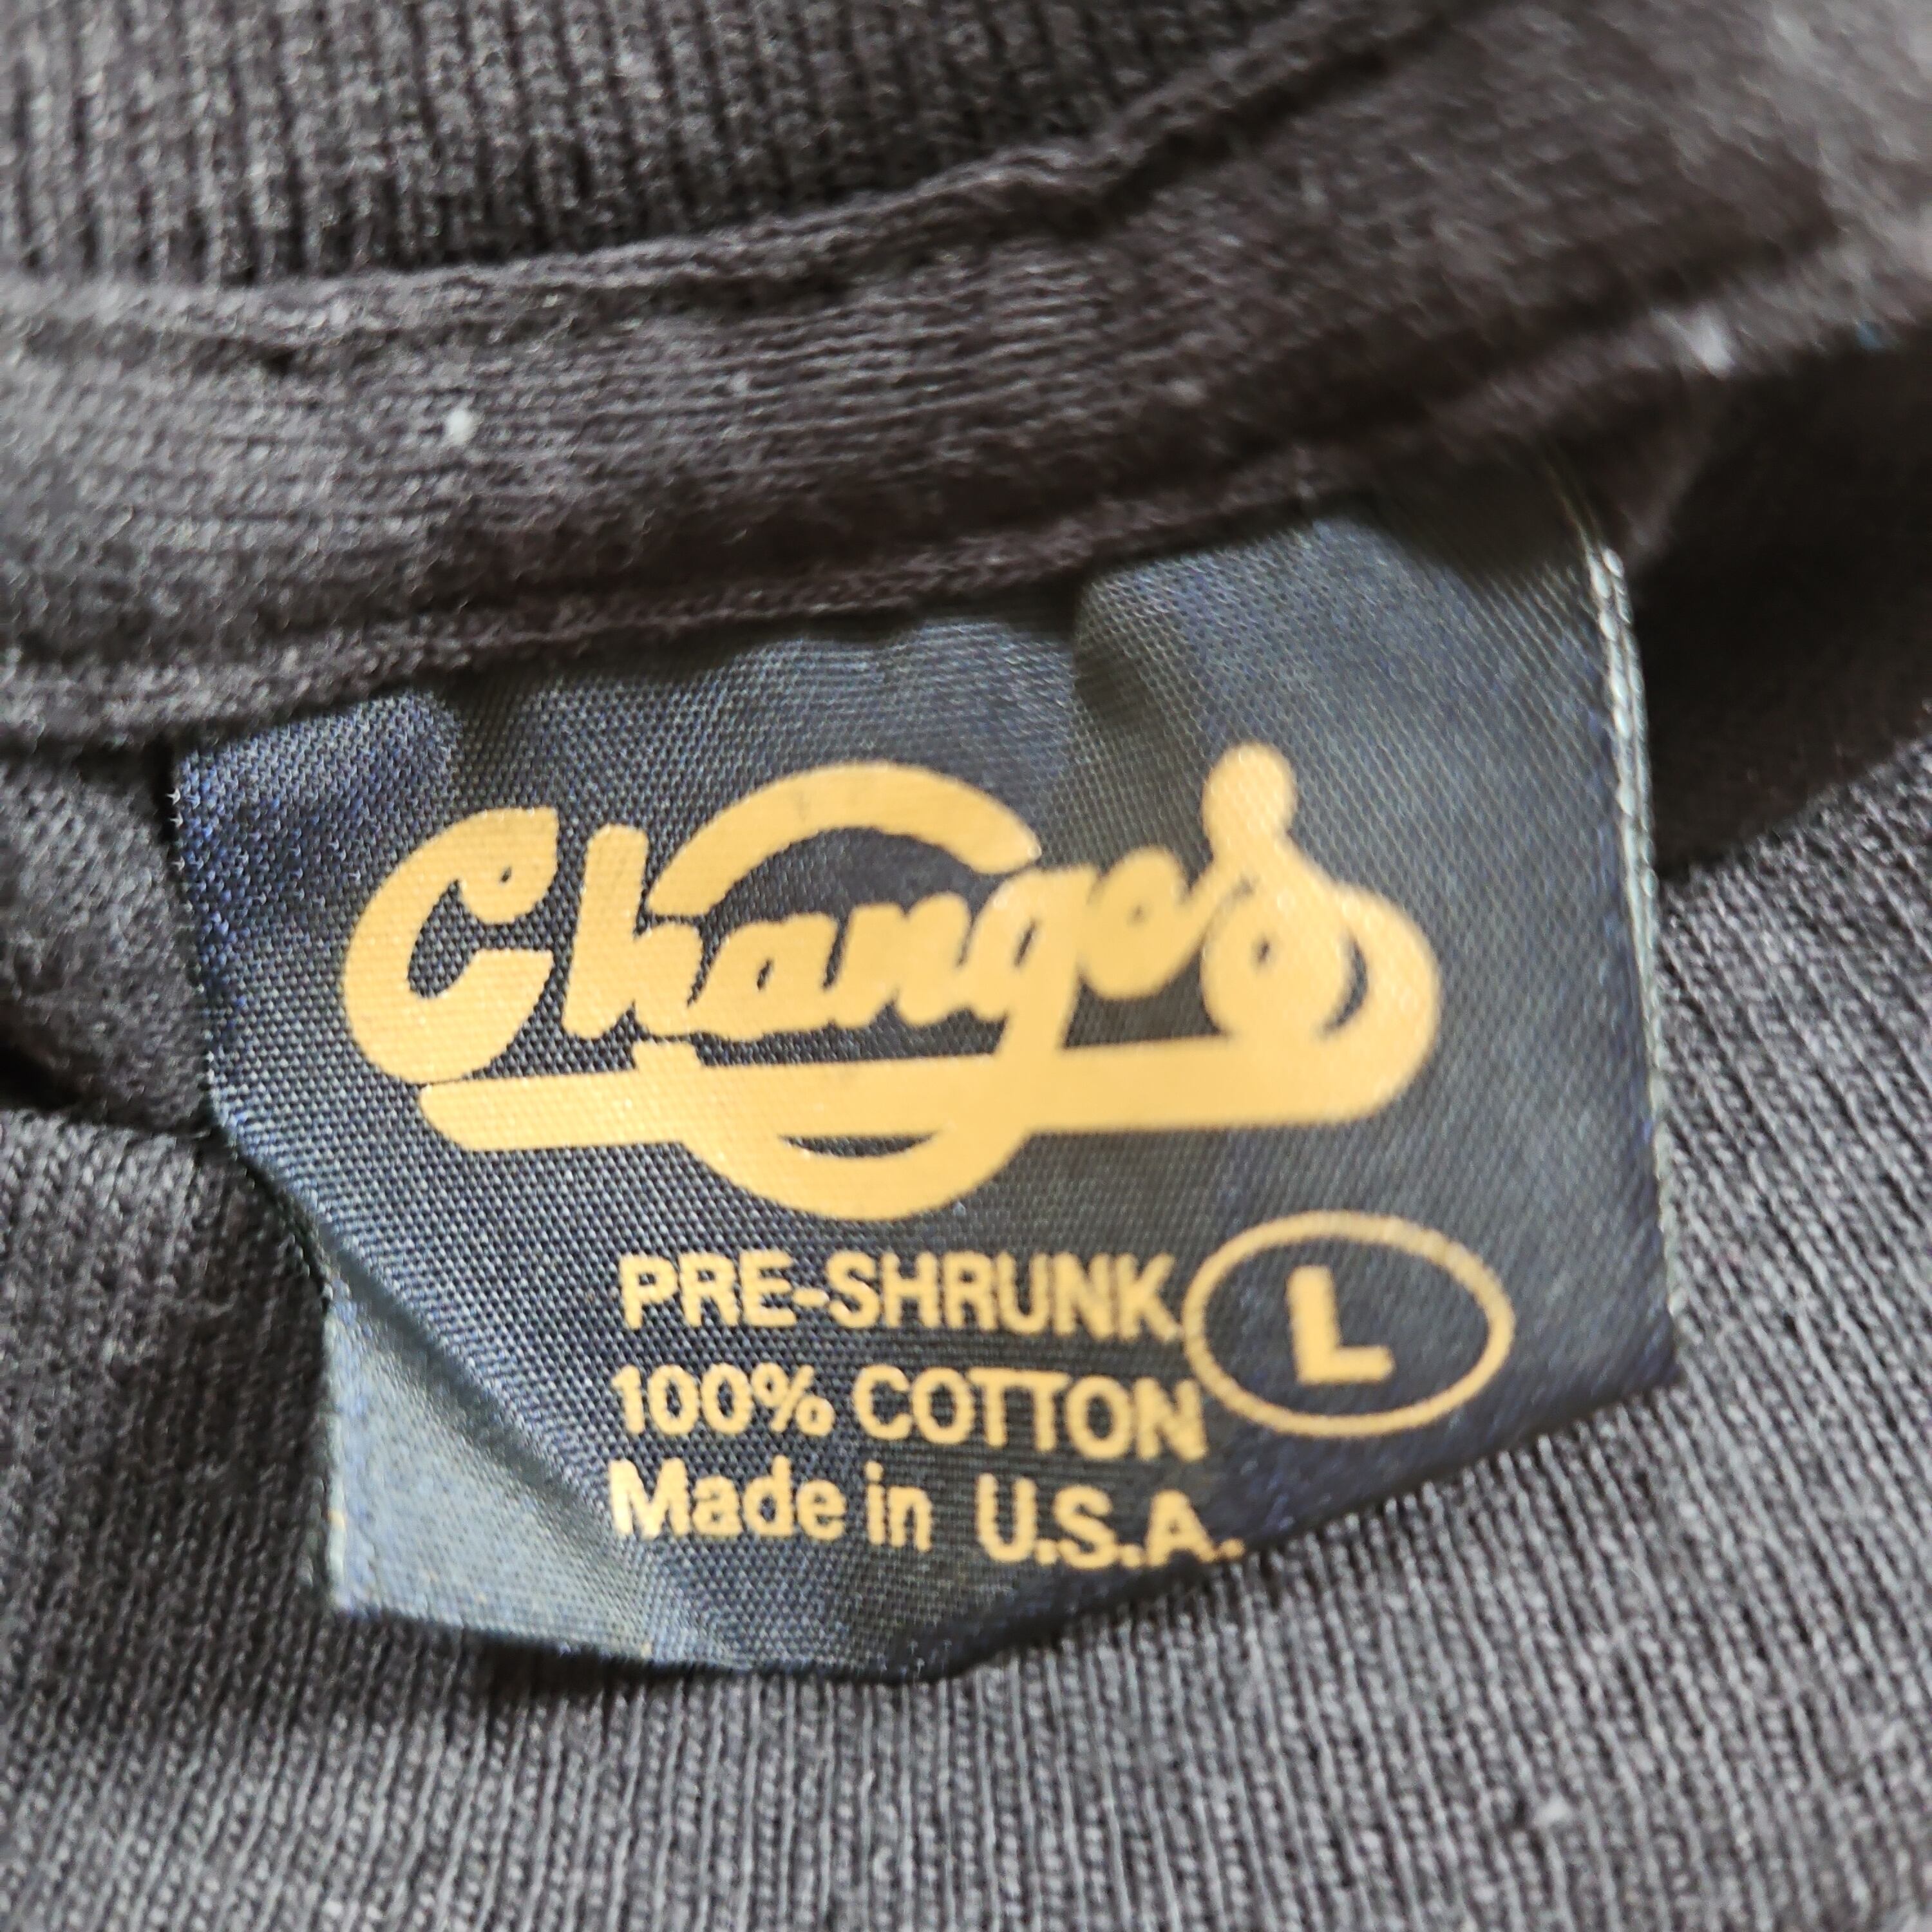 Changes
PRE-SHRUNK
L
100% COTTON
Made in U.S.A.